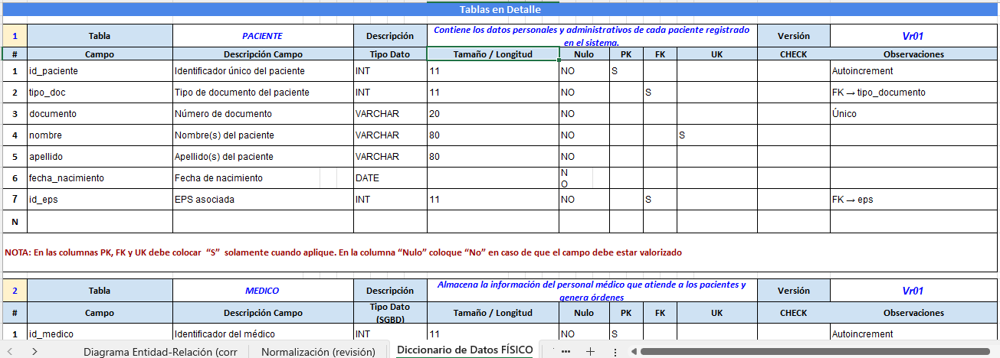 Tablas en Detalle
1 Tabla PACIENTE Descripción Contiene los datos personales y administrativos de cada paciente registrado en el sistema. Versión Vr01
# Campo Descripción Campo Tipo Dato Tamaño / Longitud Nulo PK FK UK CHECK Observaciones
1 id_paciente Identificador único del paciente INT 11 NO S Autoincrement
2 tipo_doc Tipo de documento del paciente INT 11 NO S FK → tipo_documento
3 documento Número de documento VARCHAR 20 NO Único
4 nombre Nombre(s) del paciente VARCHAR 80 NO S
5 apellido Apellido(s) del paciente VARCHAR 80 NO
6 fecha_nacimiento Fecha de nacimiento DATE NO
7 id_eps EPS asociada INT 11 NO S FK → eps
N
NOTA: En las columnas PK, FK y UK debe colocar “S” solamente cuando aplique. En la columna “Nulo” coloque “No” en caso de que el campo debe estar valorizado
2 Tabla MEDICO Descripción Almacena la información del personal médico que atiende a los pacientes y genera órdenes Versión Vr01
# Campo Descripción Campo Tipo Dato (SGBD) Tamaño / Longitud Nulo PK FK UK CHECK Observaciones
1 id_medico Identificador del médico INT 11 NO S Autoincrement
Diagrama Entidad-Relación (corr Normalización (revisión) Diccionario de Datos FÍSICO